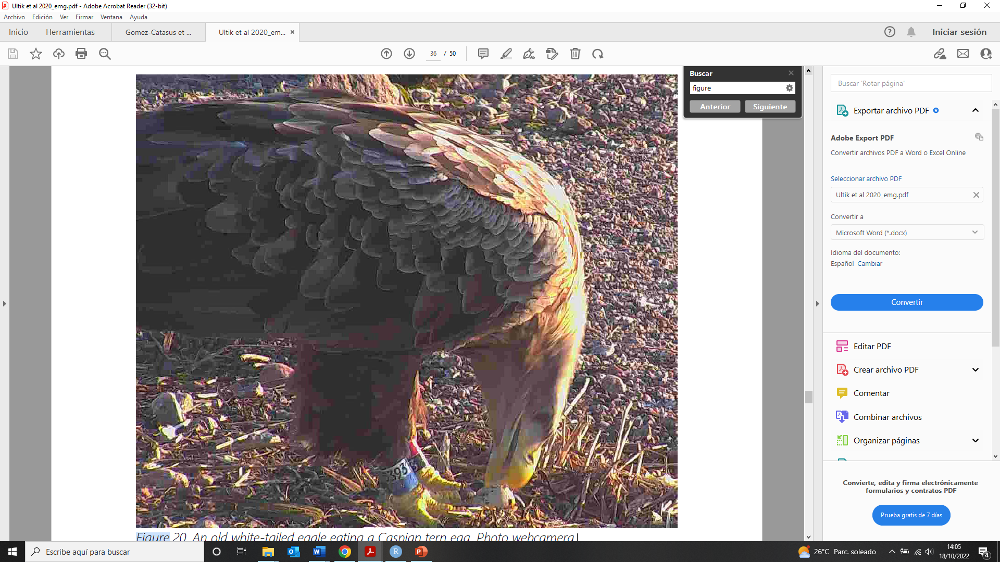 Ultik et al 2020_emg.pdf - Adobe Acrobat Reader (32-bit)
Archivo Edición Ver Firmar Ventana Ayuda
Inicio Herramientas Gomez-Catasus et ... Ultik et al 2020_em... Iniciar sesión
36 / 50
Buscar
figure
Anterior Siguiente
Buscar 'Rotar página'
Exportar archivo PDF
Adobe Export PDF
Convertir archivos PDF a Word o Excel Online
Seleccionar archivo PDF
Ultik et al 2020_emg.pdf
Convertir a
Microsoft Word (*.docx)
Idioma del documento:
Español Cambiar
Convertir
Editar PDF
Crear archivo PDF
Comentar
Combinar archivos
Organizar páginas
Convierte, edita y firma electrónicamente
formularios y contratos PDF
Prueba gratis de 7 días
393
Figure 20. An old white-tailed eagle eating a Caspian tern egg. Photo webcamera
Escribe aquí para buscar
26°C Parc. soleado
14:05
18/10/2022
4